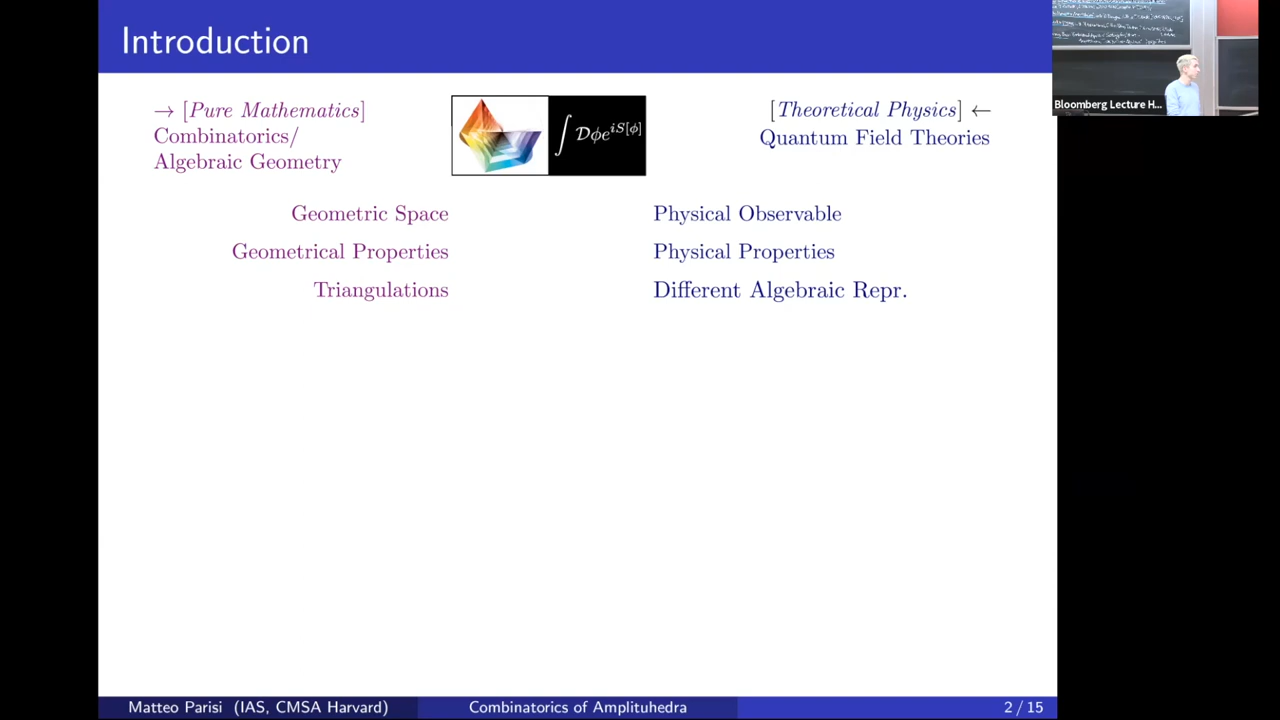 Introduction
→ [Pure Mathematics]
Combinatorics/
Algebraic Geometry
∫ Dϕe^{iS[ϕ]}
[Theoretical Physics] ←
Quantum Field Theories
Geometric Space Physical Observable
Geometrical Properties Physical Properties
Triangulations Different Algebraic Repr.
Bloomberg Lecture H...
Matteo Parisi (IAS, CMSA Harvard) Combinatorics of Amplituhedra 2 / 15